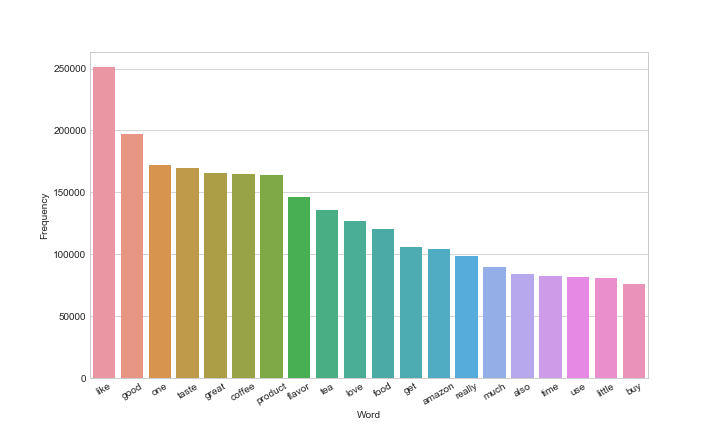 250000
200000
150000
100000
50000
0
Frequency
like
good
one
taste
great
coffee
product
flavor
tea
love
food
get
amazon
really
much
also
time
use
little
buy
Word